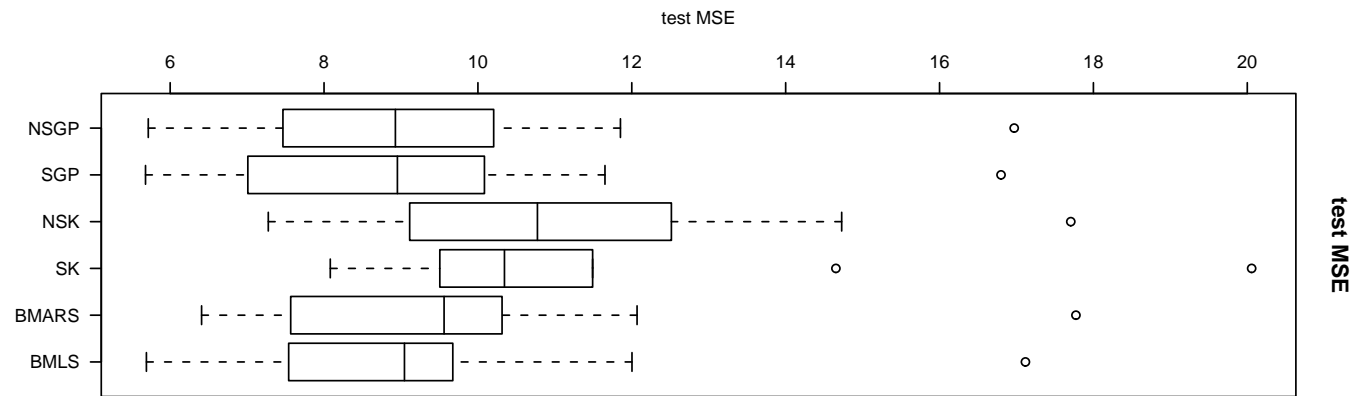 test MSE
6 8 10 12 14 16 18 20
NSGP
SGP
NSK
SK
BMARS
BMLS
test MSE